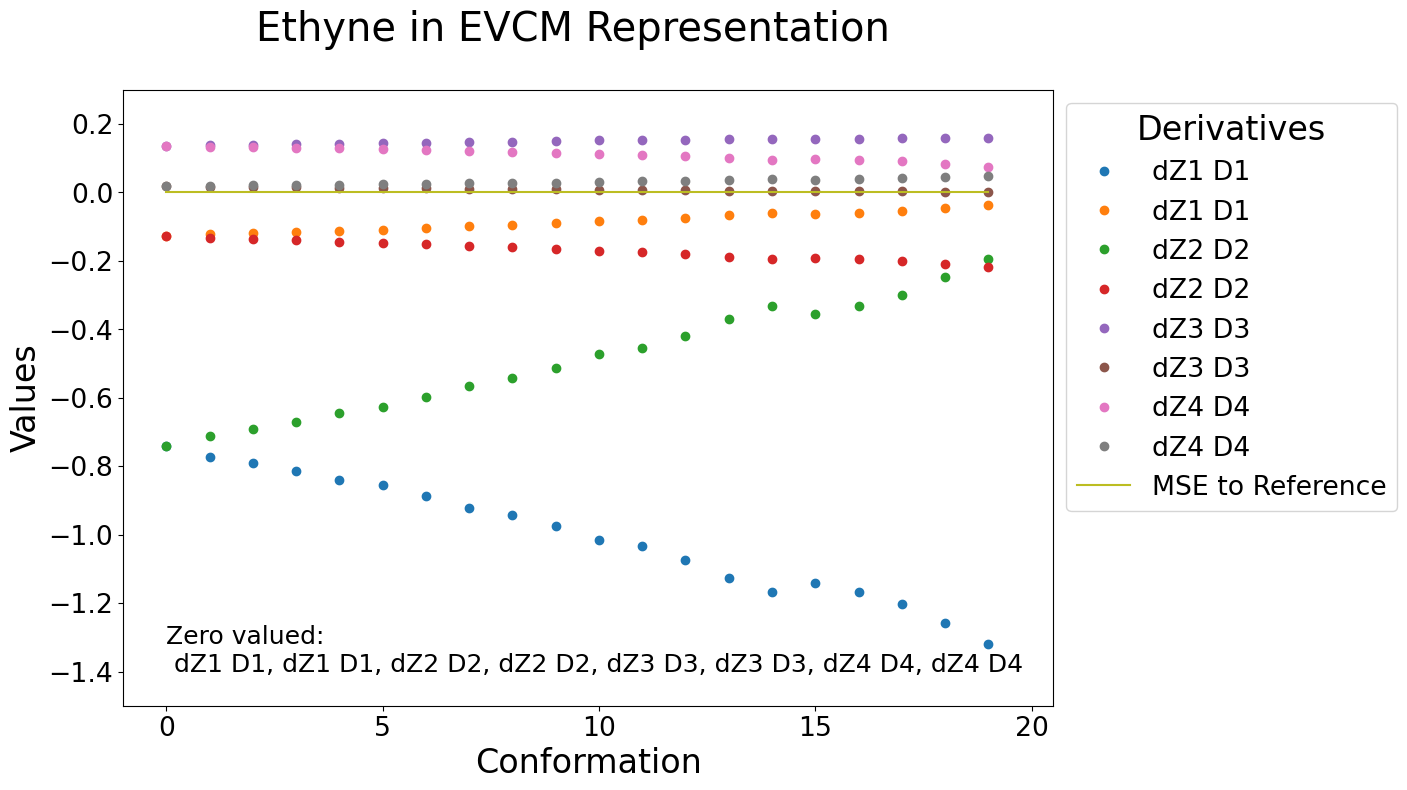 Ethyne in EVCM Representation
Values
0.2
0.0
−0.2
−0.4
−0.6
−0.8
−1.0
−1.2
−1.4
Zero valued:
dZ1 D1, dZ1 D1, dZ2 D2, dZ2 D2, dZ3 D3, dZ3 D3, dZ4 D4, dZ4 D4
0 5 10 15 20
Conformation
Derivatives
dZ1 D1
dZ1 D1
dZ2 D2
dZ2 D2
dZ3 D3
dZ3 D3
dZ4 D4
dZ4 D4
MSE to Reference